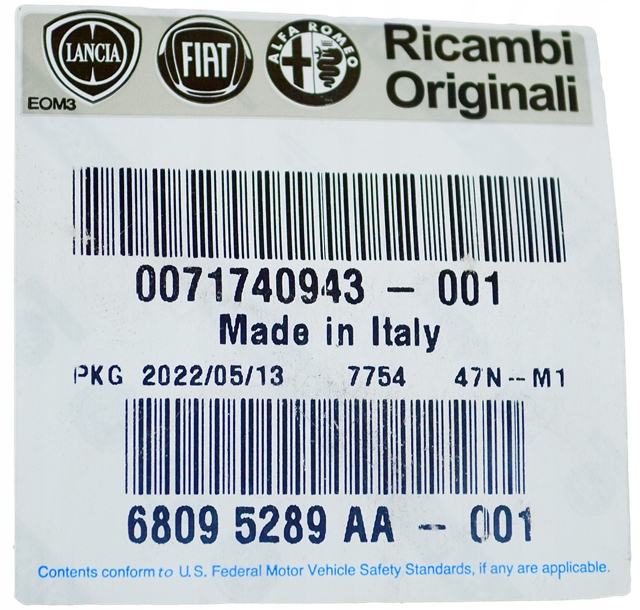 LANCIA FIAT ALFA ROMEO Ricambi
EOM3 Originali
0071740943 - 001
Made in Italy
PKG 2022/05/13 7754 47N--M1
6809 5289 AA - 001
Contents conform to U.S. Federal Motor Vehicle Safety Standards, if any are applicable.